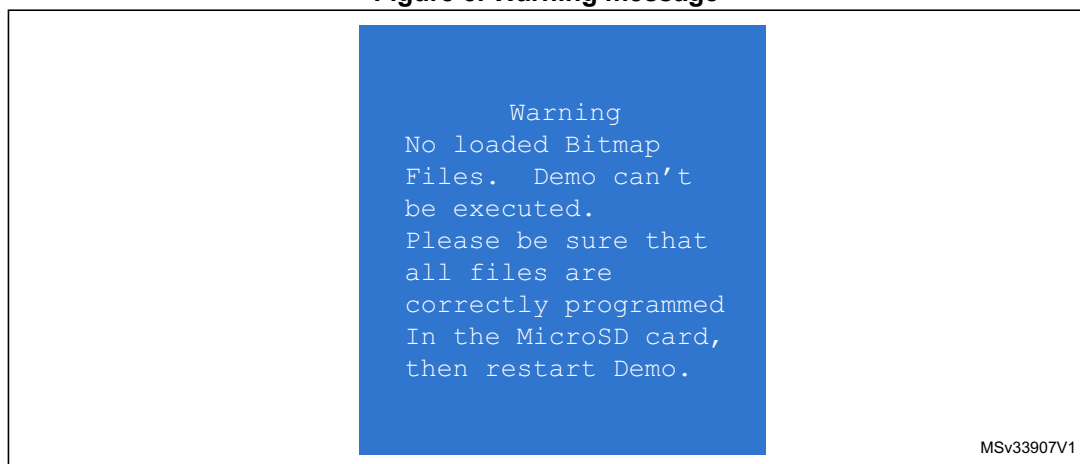 Figure Warning message
Warning
No loaded Bitmap
Files. Demo can't
be executed.
Please be sure that
all files are
correctly programmed
In the MicroSD card,
then restart Demo.
MSv33907V1